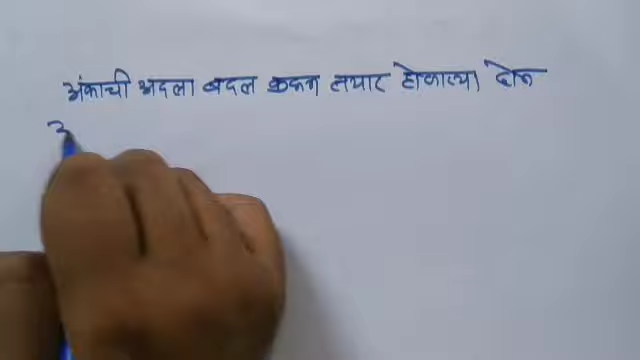 अंकाची अदला बदल करून तयार होणाऱ्या दोन